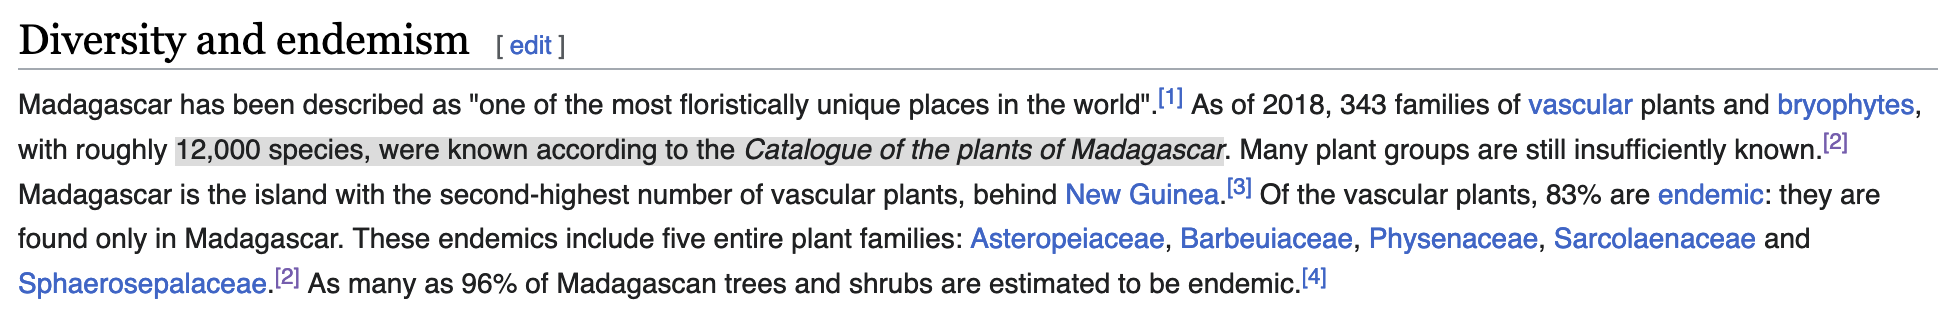 Diversity and endemism [ edit ]
Madagascar has been described as "one of the most floristically unique places in the world".[1] As of 2018, 343 families of vascular plants and bryophytes,
with roughly 12,000 species, were known according to the Catalogue of the plants of Madagascar. Many plant groups are still insufficiently known.[2]
Madagascar is the island with the second-highest number of vascular plants, behind New Guinea.[3] Of the vascular plants, 83% are endemic: they are
found only in Madagascar. These endemics include five entire plant families: Asteropeiaceae, Barbeuiaceae, Physenaceae, Sarcolaenaceae and
Sphaerosepalaceae.[2] As many as 96% of Madagascan trees and shrubs are estimated to be endemic.[4]